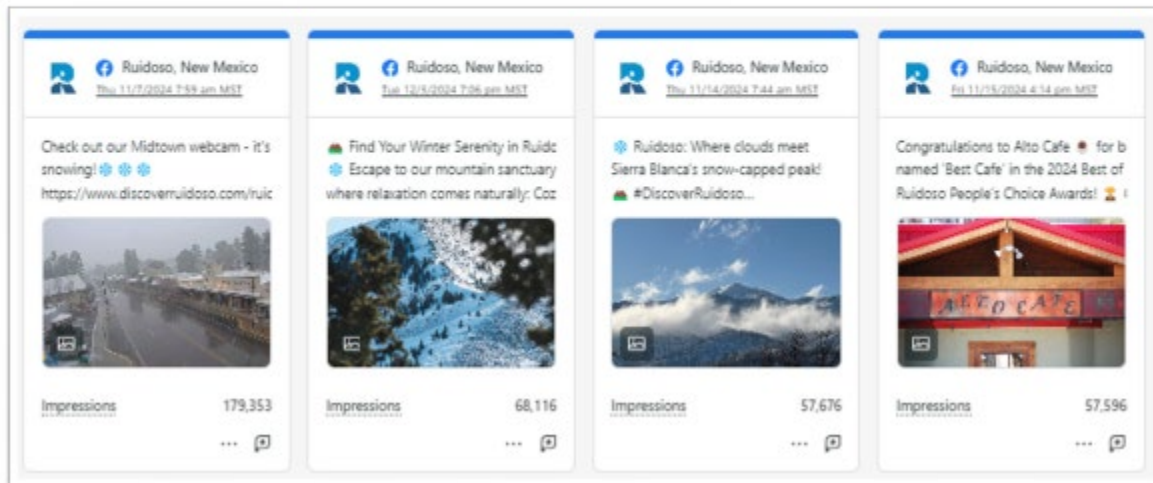 Ruidoso, New Mexico
Thu 11/7/2024 7:59 am MST
Check out our Midtown webcam - it's
snowing!❄️❄️❄️
https://www.discoverruidoso.com/ruic
Impressions 179,353
Ruidoso, New Mexico
Tue 12/3/2024 7:06 pm MST
Find Your Winter Serenity in Ruidc
❄️ Escape to our mountain sanctuary
where relaxation comes naturally: Coz
Impressions 68,116
Ruidoso, New Mexico
Thu 11/14/2024 7:44 am MST
❄️ Ruidoso: Where clouds meet
Sierra Blanca's snow-capped peak!
#DiscoverRuidoso...
Impressions 57,676
Ruidoso, New Mexico
Fri 11/15/2024 4:14 pm MST
Congratulations to Alto Cafe for b
named 'Best Cafe' in the 2024 Best of
Ruidoso People's Choice Awards! 🏆
ALTO CAFE
Impressions 57,596